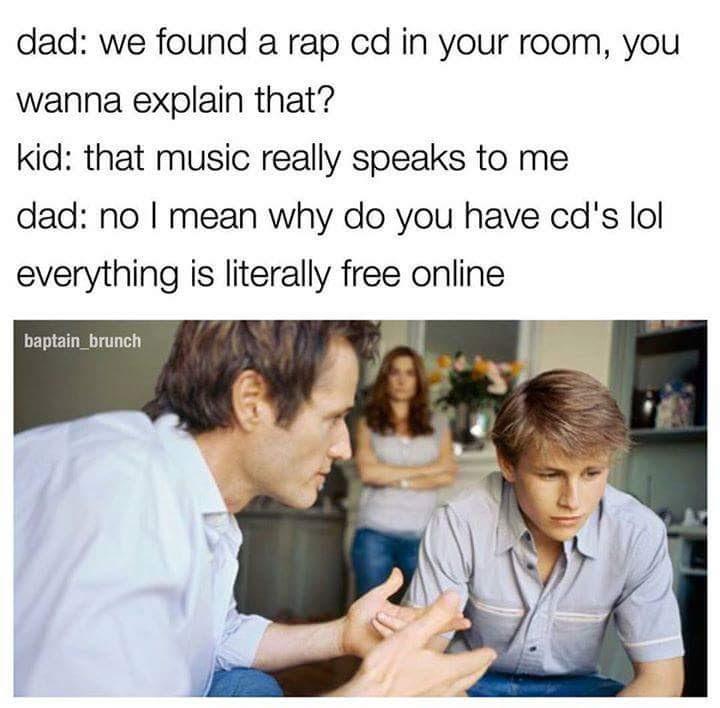 dad: we found a rap cd in your room, you
wanna explain that?
kid: that music really speaks to me
dad: no I mean why do you have cd's lol
everything is literally free online
baptain_brunch